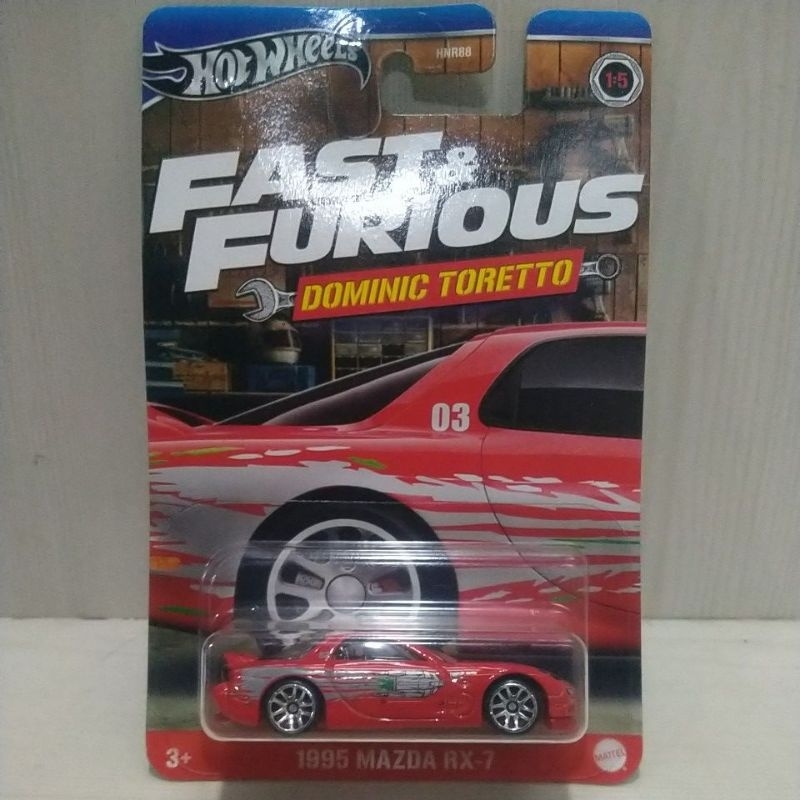 HOT WHEELS
HNR88
1:5
FAST &
FURIOUS
DOMINIC TORETTO
03
3+
1995 MAZDA RX-7
MATTEL